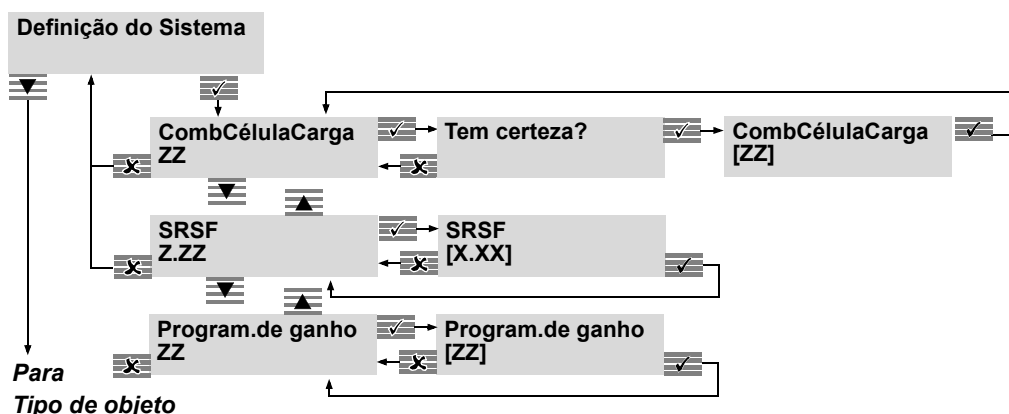 Definição do Sistema
CombCélulaCarga
ZZ
Tem certeza?
CombCélulaCarga
[ZZ]
SRSF
Z.ZZ
SRSF
[X.XX]
Program.de ganho
ZZ
Program.de ganho
[ZZ]
Para
Tipo de objeto